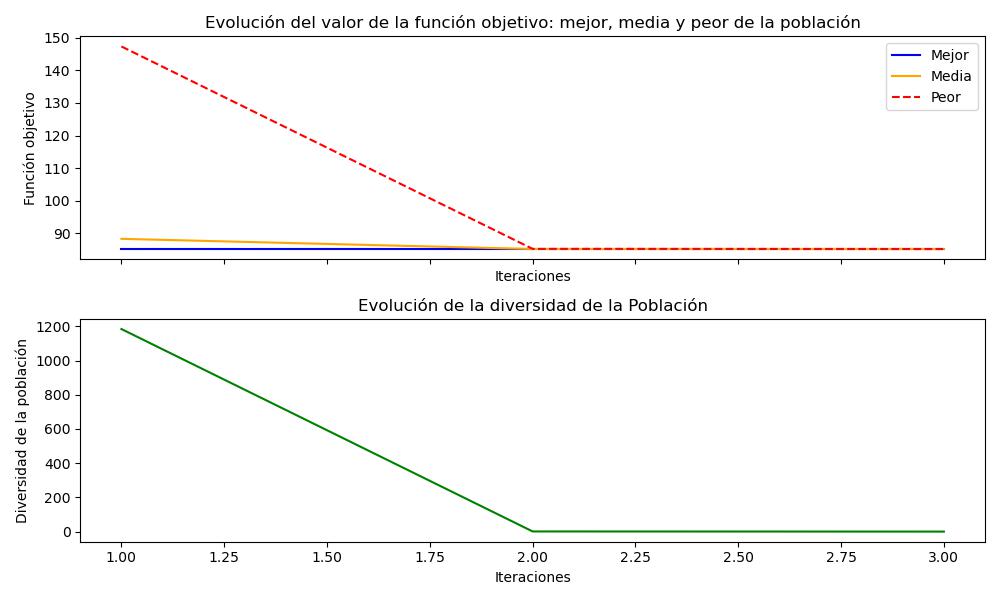 Evolución del valor de la función objetivo: mejor, media y peor de la población
150
140
130
120
110
100
90
Función objetivo
Mejor
Media
Peor
Iteraciones
Evolución de la diversidad de la Población
1200
1000
800
600
400
200
0
Diversidad de la población
1.00 1.25 1.50 1.75 2.00 2.25 2.50 2.75 3.00
Iteraciones